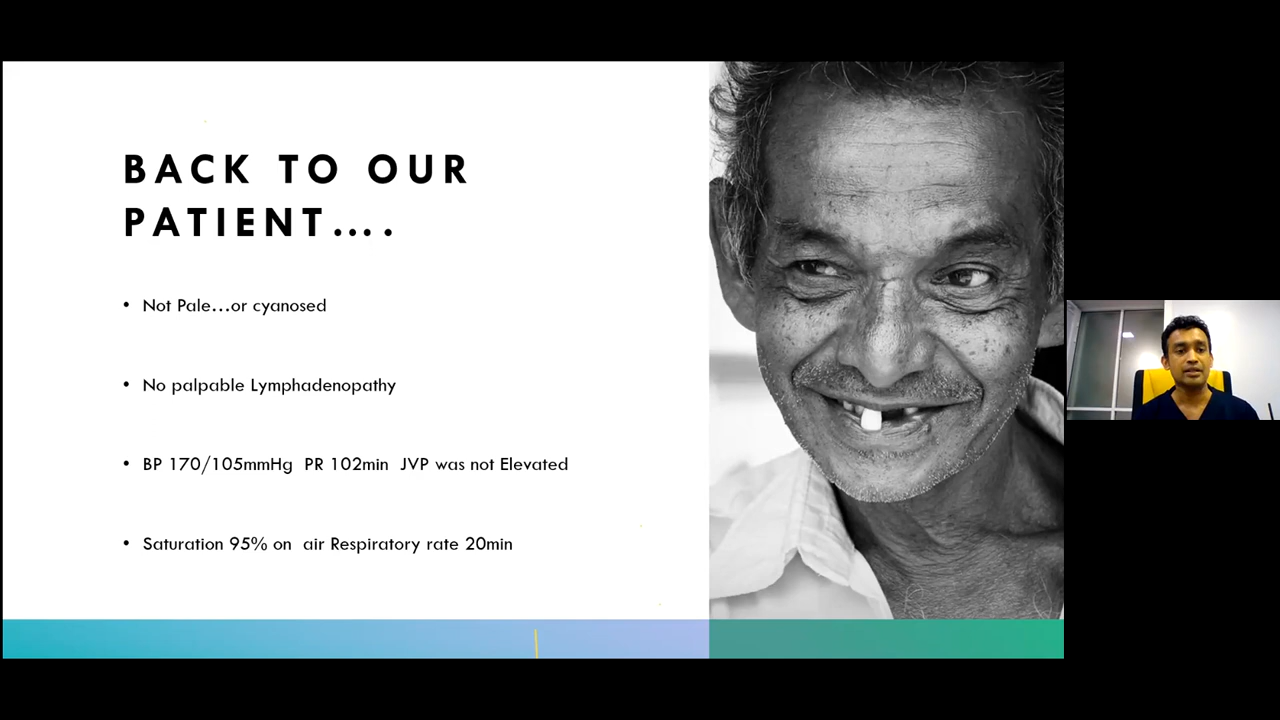 BACK TO OUR
PATIENT....
• Not Pale...or cyanosed
• No palpable Lymphadenopathy
• BP 170/105mmHg PR 102min JVP was not Elevated
• Saturation 95% on air Respiratory rate 20min